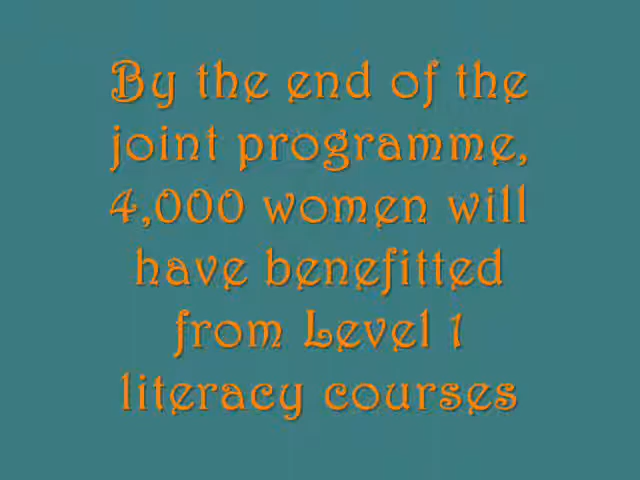 By the end of the
joint programme,
4,000 women will
have benefitted
from Level 1
literacy courses